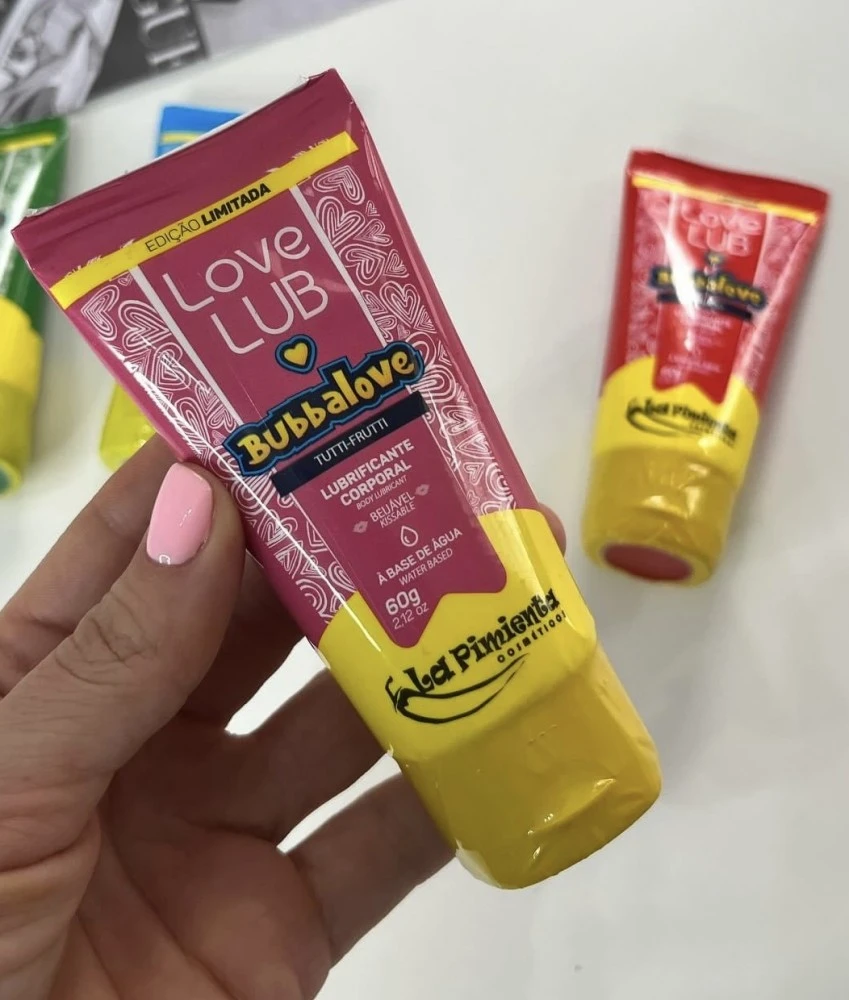 EDIÇÃO LIMITADA
Love
LUB
Bubbalove
TUTTI-FRUTTI
LUBRIFICANTE
CORPORAL
BODY LUBRICANT
BEIJÁVEL
KISSABLE
À BASE DE ÁGUA
WATER BASED
60g
2,12 oz
La Pimienta
COSMÉTICOS
Love
LUB
Bubbalove
La Pimienta